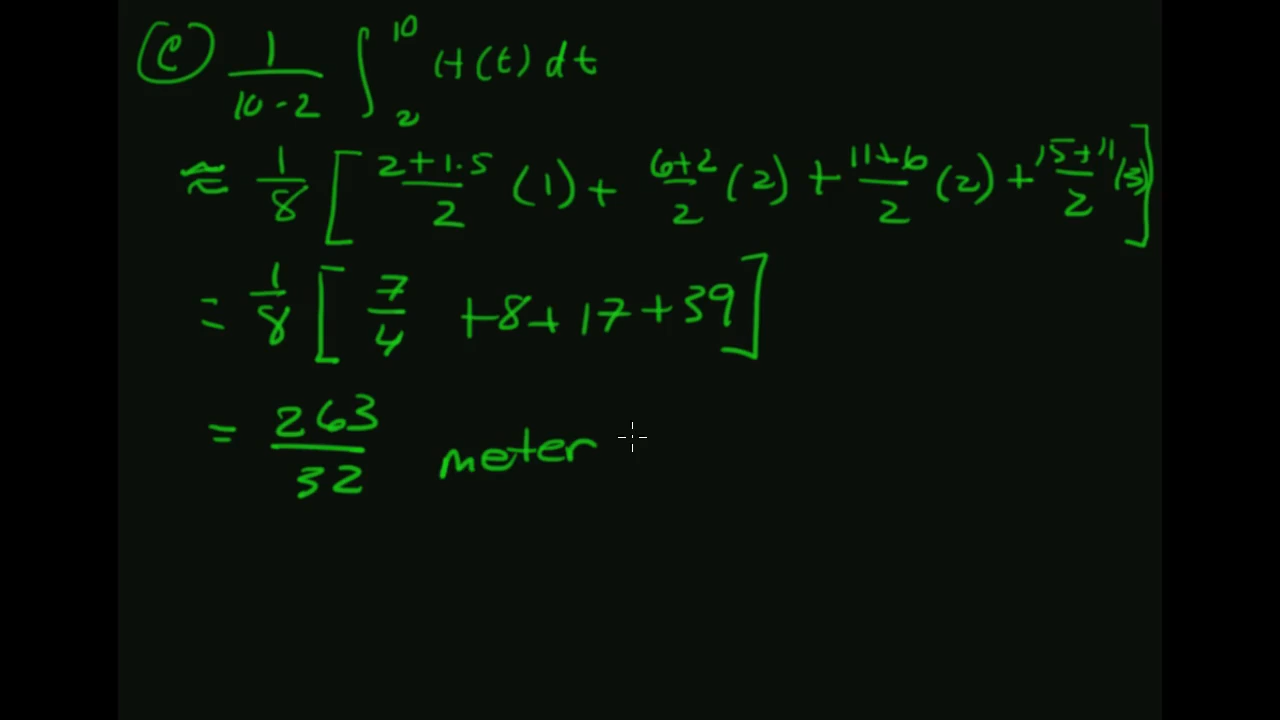 (c) 1/(10-2) ∫_2^10 H(t) dt
≈ 1/8 [ (2+1.5)/2 (1) + (6+2)/2 (2) + (11+6)/2 (2) + (15+11)/2 (3) ]
= 1/8 [ 7/4 +8+17+39 ]
= 263/32 meter